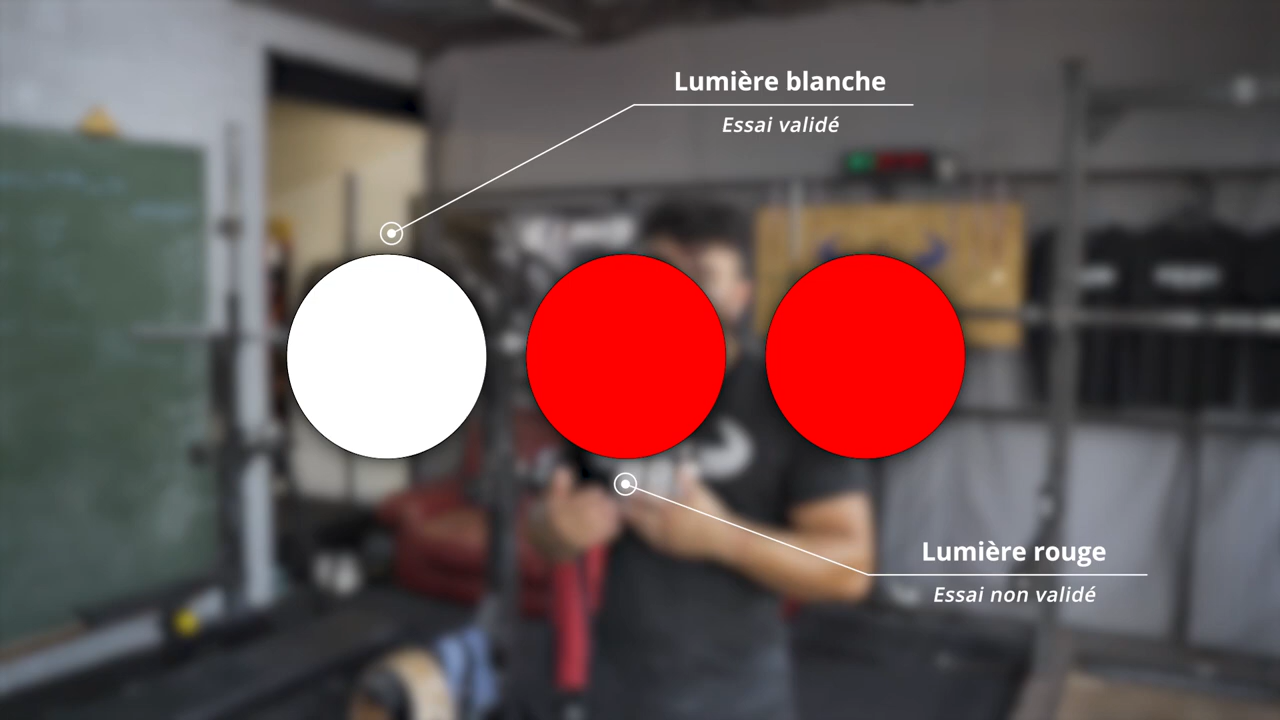 Lumière blanche
Essai validé
Lumière rouge
Essai non validé